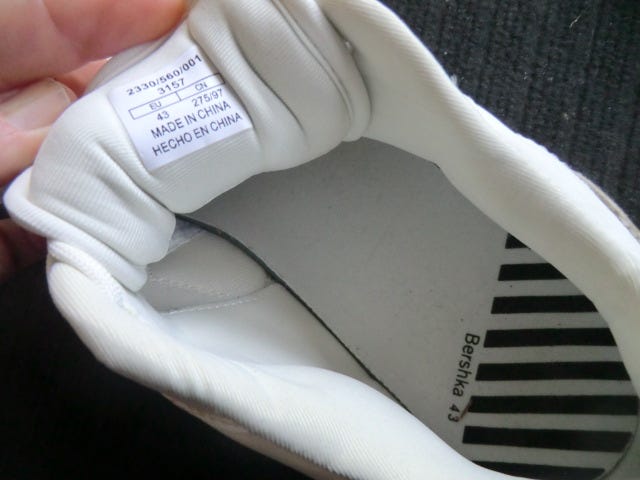 2330/560/001
3157
EU CN
43 275/97
MADE IN CHINA
HECHO EN CHINA
Bershka 43